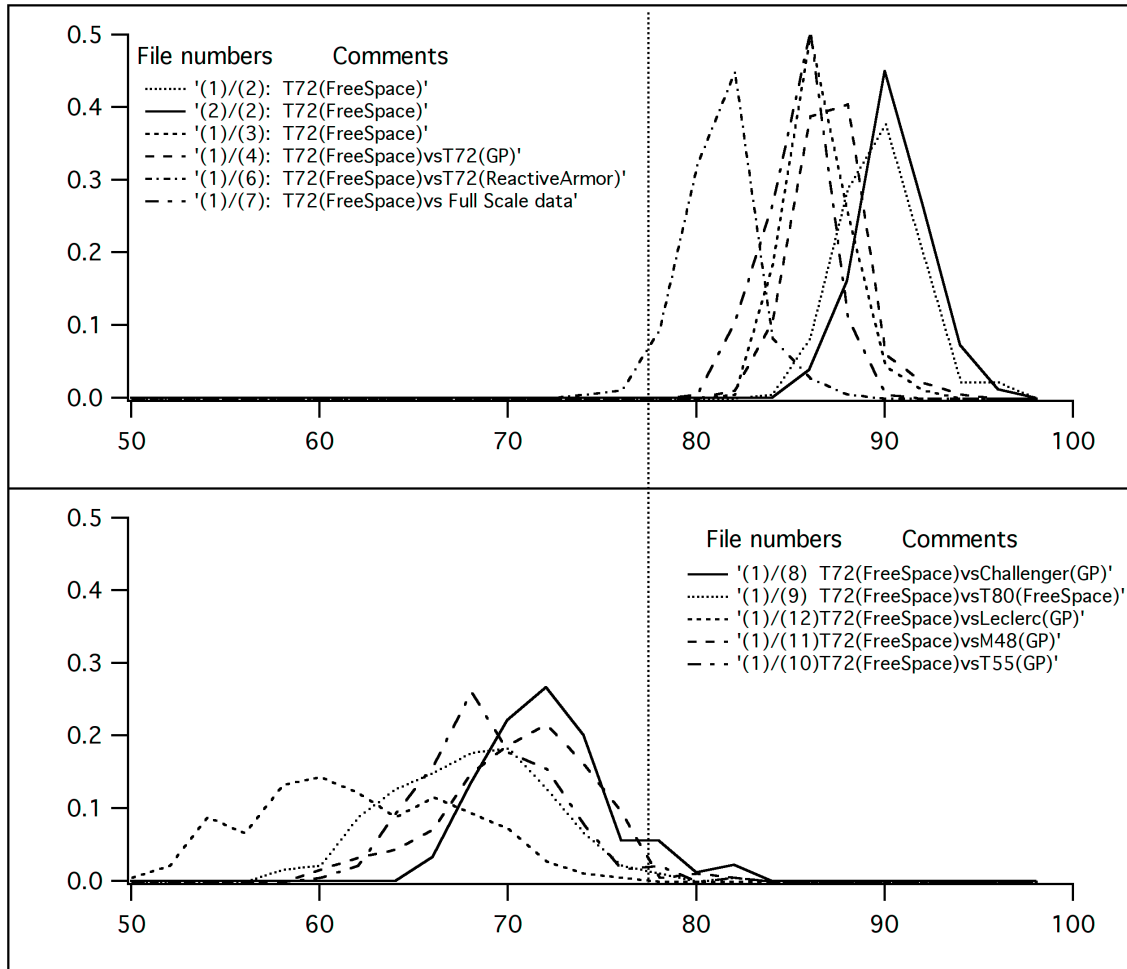 0.5
File numbers Comments
'(1)/(2): T72(FreeSpace)'
'(2)/(2): T72(FreeSpace)'
0.4
'(1)/(3): T72(FreeSpace)'
'(1)/(4): T72(FreeSpace)vsT72(GP)'
'(1)/(6): T72(FreeSpace)vsT72(ReactiveArmor)'
0.3
'(1)/(7): T72(FreeSpace)vs Full Scale data'
0.2
0.1
0.0
50 60 70 80 90 100
0.5
File numbers Comments
'(1)/(8) T72(FreeSpace)vsChallenger(GP)'
0.4
'(1)/(9) T72(FreeSpace)vsT80(FreeSpace)'
'(1)/(12)T72(FreeSpace)vsLeclerc(GP)'
'(1)/(11)T72(FreeSpace)vsM48(GP)'
0.3
'(1)/(10)T72(FreeSpace)vsT55(GP)'
0.2
0.1
0.0
50 60 70 80 90 100